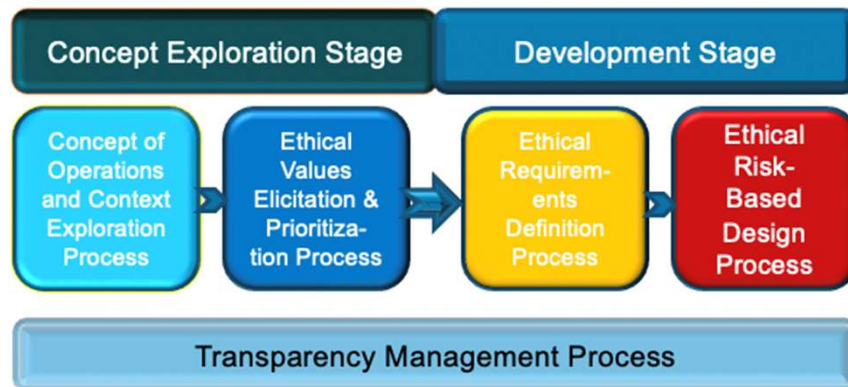 Concept Exploration Stage
Development Stage
Concept of
Operations
and Context
Exploration
Process
Ethical
Values
Elicitation &
Prioritiza-
tion Process
Ethical
Requirem-
ents
Definition
Process
Ethical
Risk-
Based
Design
Process
Transparency Management Process